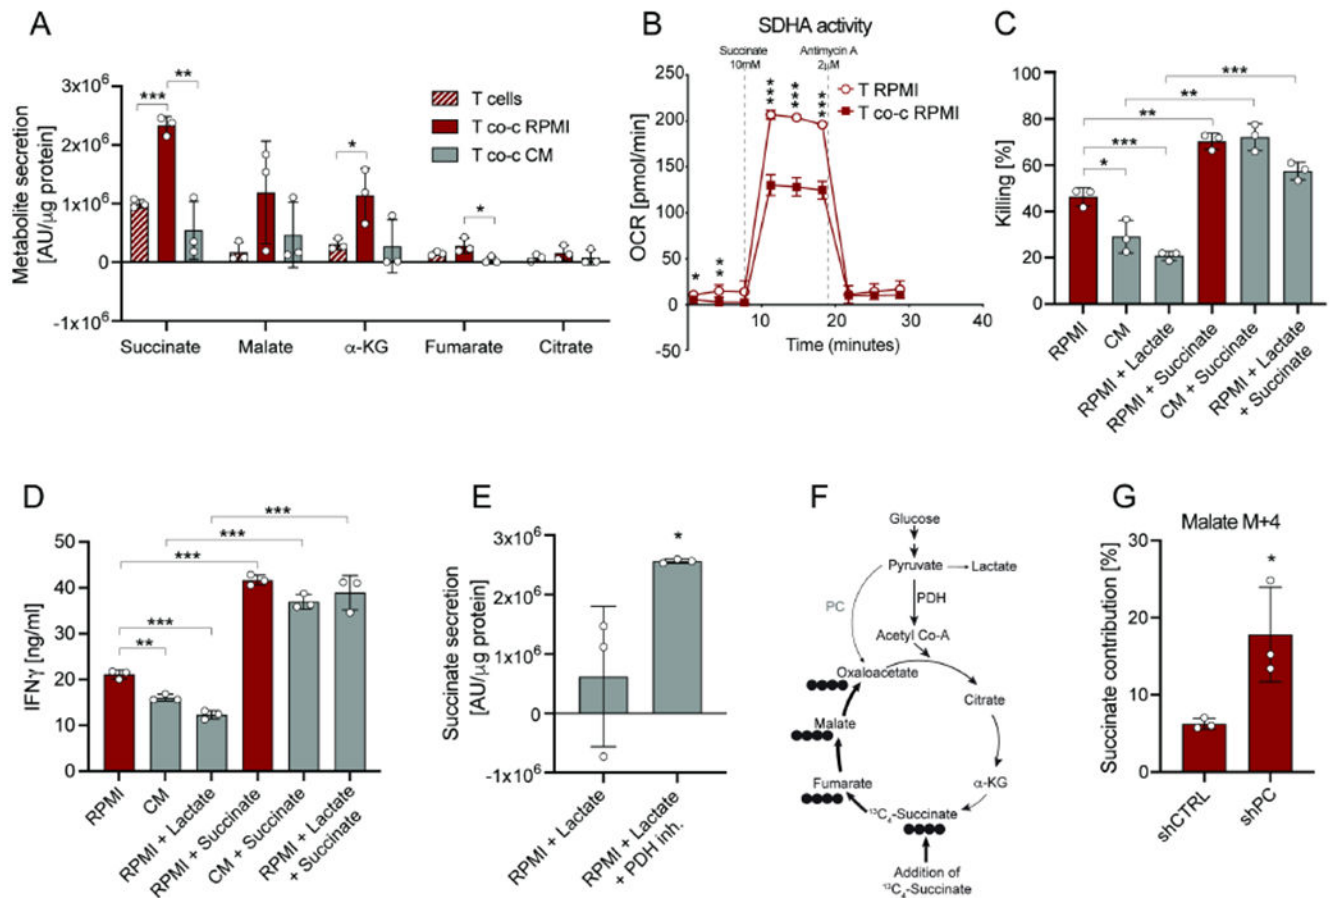 A
Metabolite secretion
[AU/μg protein]
3x10⁶
2x10⁶
1x10⁶
0
-1x10⁶
***
**
*
*
T cells
T co-c RPMI
T co-c CM
Succinate
Malate
α-KG
Fumarate
Citrate
B
SDHA activity
Succinate
10mM
Antimycin A
2μM
OCR [pmol/min]
250
200
150
100
50
0
-50
*
**
***
***
***
T RPMI
T co-c RPMI
10
20
30
40
Time (minutes)
C
Killing [%]
100
80
60
40
20
0
***
**
**
***
*
RPMI
CM
RPMI + Lactate
RPMI + Succinate
CM + Succinate
RPMI + Lactate
+ Succinate
D
IFNγ [ng/ml]
50
40
30
20
10
0
***
***
***
***
**
RPMI
CM
RPMI + Lactate
RPMI + Succinate
CM + Succinate
RPMI + Lactate
+ Succinate
E
Succinate secretion
[AU/μg protein]
3x10⁶
2x10⁶
1x10⁶
0
-1x10⁶
*
RPMI + Lactate
RPMI + Lactate
+ PDH inh.
F
Glucose
Pyruvate
Lactate
PC
PDH
Acetyl Co-A
Oxaloacetate
Citrate
Malate
α-KG
Fumarate
¹³C₄-Succinate
Addition of
¹³C₄-Succinate
G
Malate M+4
Succinate contribution [%]
30
20
10
0
*
shCTRL
shPC